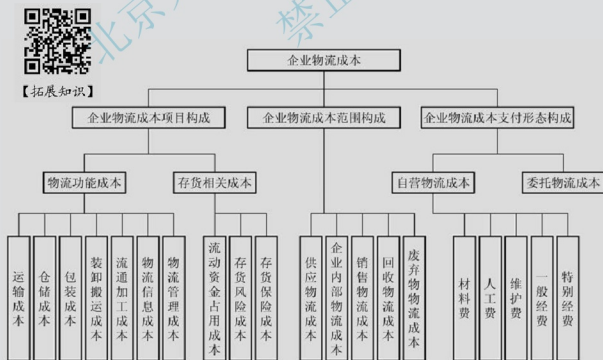 北京
禁止
【拓展知识】
企业物流成本
企业物流成本项目构成
企业物流成本范围构成
企业物流成本支付形态构成
物流功能成本
存货相关成本
自营物流成本
委托物流成本
运输成本
仓储成本
包装成本
装卸搬运成本
流通加工成本
物流信息成本
物流管理成本
流动资金占用成本
存货风险成本
存货保险成本
供应物流成本
企业内部物流成本
销售物流成本
回收物流成本
废弃物物流成本
材料费
人工费
维护费
一般经费
特别经费